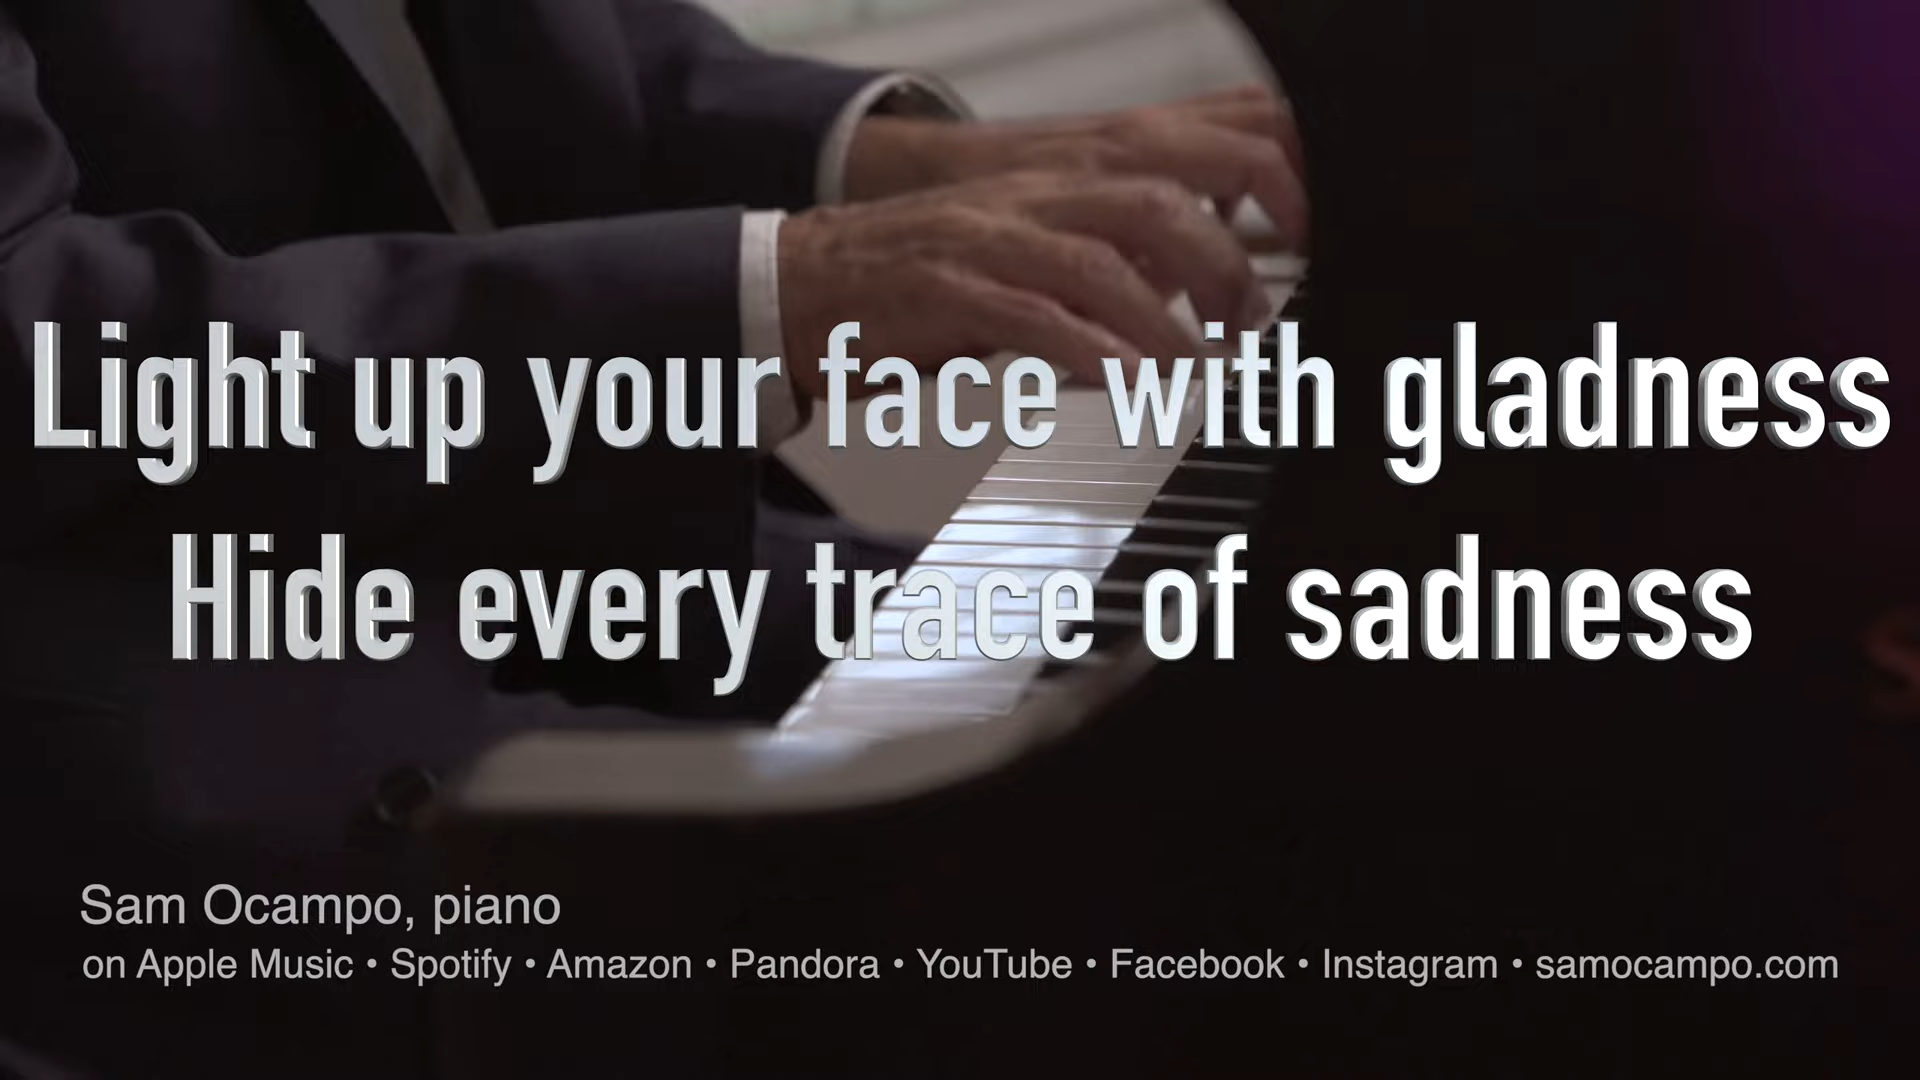 Light up your face with gladness
Hide every trace of sadness
Sam Ocampo, piano
on Apple Music • Spotify • Amazon • Pandora • YouTube • Facebook • Instagram • samocampo.com